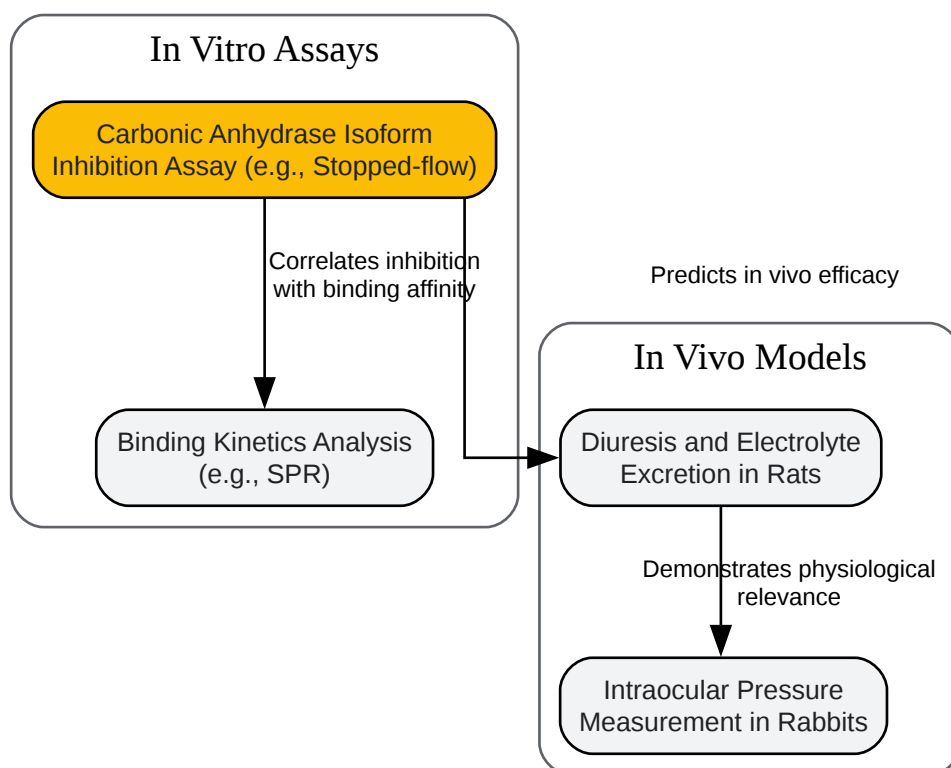 In Vitro Assays
Carbonic Anhydrase Isoform
Inhibition Assay (e.g., Stopped-flow)
Correlates inhibition
with binding affinity
Predicts in vivo efficacy
In Vivo Models
Binding Kinetics Analysis
(e.g., SPR)
Diuresis and Electrolyte
Excretion in Rats
Demonstrates physiological
relevance
Intraocular Pressure
Measurement in Rabbits